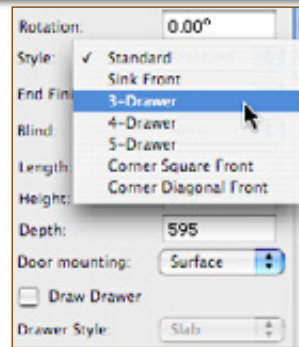 Rotation: 0.00°
Style: ✓ Standard
Sink Front
End Fini
3-Drawer
4-Drawer
Blind
5-Drawer
Length: Corner Square Front
Corner Diagonal Front
Height:
Depth: 595
Door mounting: Surface
Draw Drawer
Drawer Style: Slab